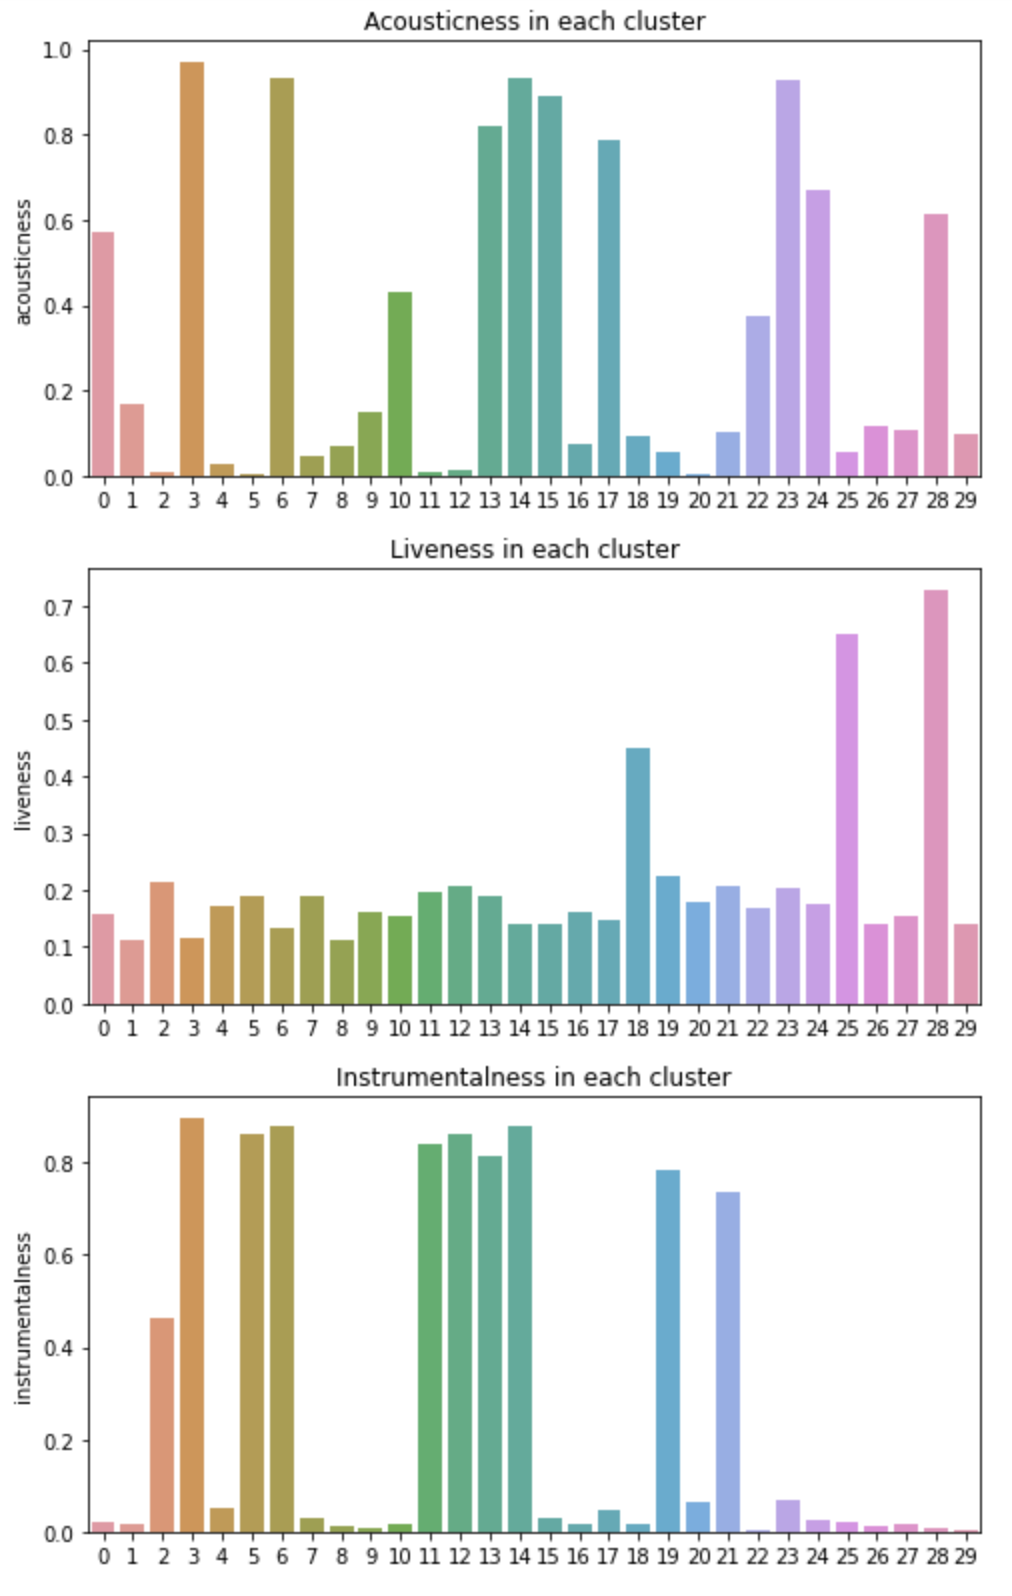 Acousticness in each cluster
1.0
0.8
0.6
0.4
0.2
0.0
acousticness
0 1 2 3 4 5 6 7 8 9 10 11 12 13 14 15 16 17 18 19 20 21 22 23 24 25 26 27 28 29
Liveness in each cluster
0.7
0.6
0.5
0.4
0.3
0.2
0.1
0.0
liveness
0 1 2 3 4 5 6 7 8 9 10 11 12 13 14 15 16 17 18 19 20 21 22 23 24 25 26 27 28 29
Instrumentalness in each cluster
0.8
0.6
0.4
0.2
0.0
instrumentalness
0 1 2 3 4 5 6 7 8 9 10 11 12 13 14 15 16 17 18 19 20 21 22 23 24 25 26 27 28 29